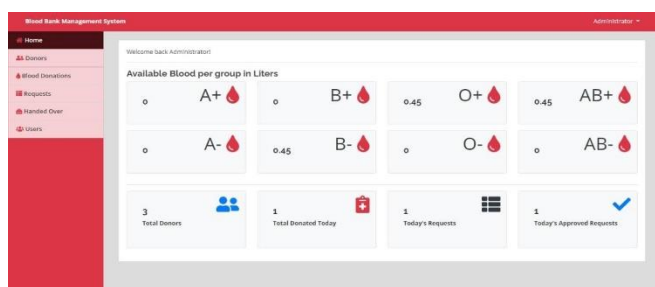 Blood Bank Management System
Administrator
Home
Donors
Blood Donations
Requests
Handed Over
Users
Welcome back Administrator!
Available Blood per group in Liters
A+ B+ O+ AB+
0 0 0.45 0.45
A- B- O- AB-
0 0.45 0 0
3 1 1 1
Total Donors Total Donated Today Today's Requests Today's Approved Requests